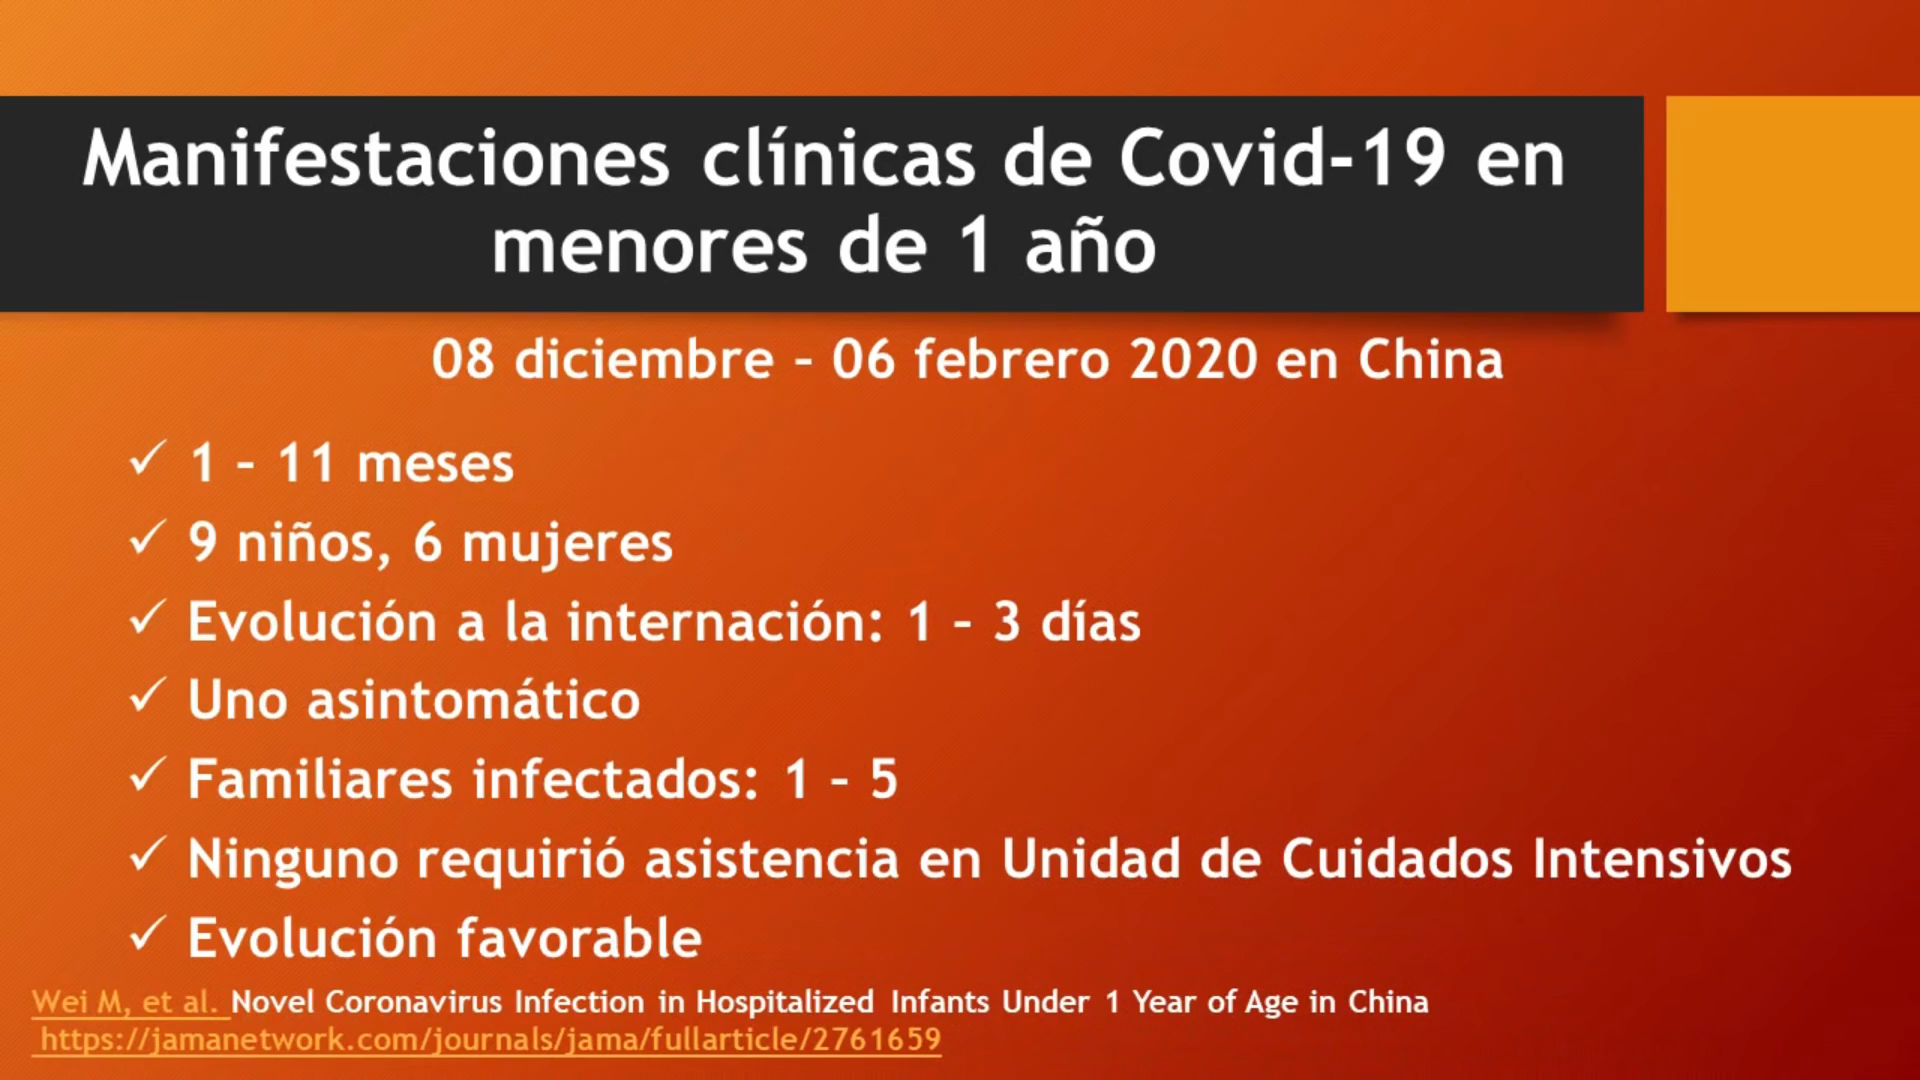 Manifestaciones clínicas de Covid-19 en
menores de 1 año
08 diciembre – 06 febrero 2020 en China
✓ 1 – 11 meses
✓ 9 niños, 6 mujeres
✓ Evolución a la internación: 1 – 3 días
✓ Uno asintomático
✓ Familiares infectados: 1 – 5
✓ Ninguno requirió asistencia en Unidad de Cuidados Intensivos
✓ Evolución favorable
Wei M, et al. Novel Coronavirus Infection in Hospitalized Infants Under 1 Year of Age in China
https://jamanetwork.com/journals/jama/fullarticle/2761659